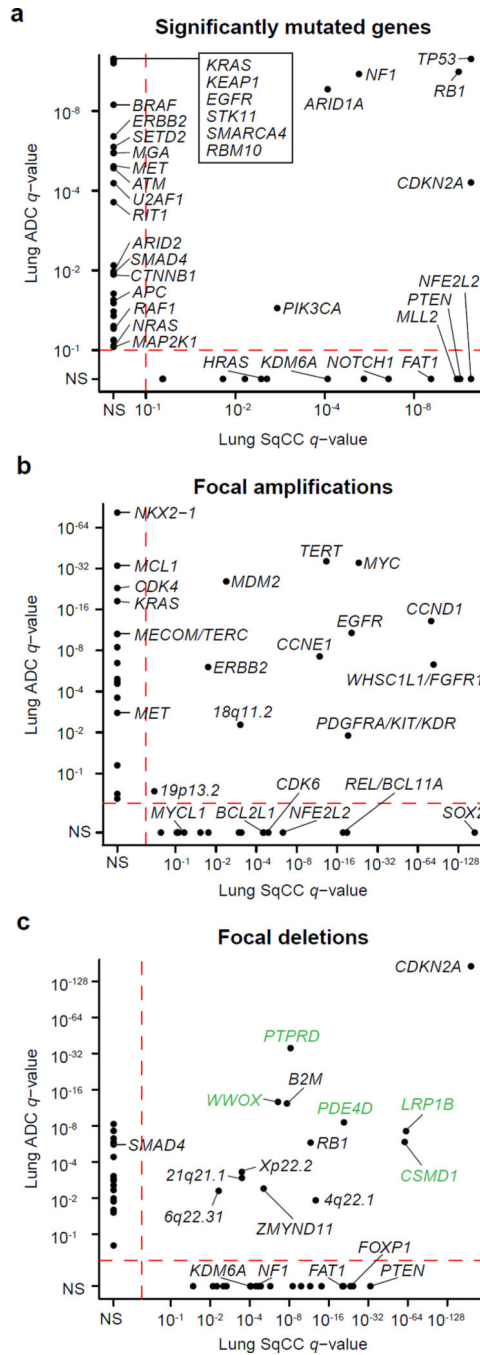 a
Significantly mutated genes
KRAS
KEAP1
EGFR
STK11
SMARCA4
RBM10
TP53
NF1
RB1
ARID1A
10-8
BRAF
ERBB2
SETD2
MGA
MET
ATM
U2AF1
RIT1
CDKN2A
10-4
ARID2
SMAD4
CTNNB1
10-2
APC
RAF1
NRAS
MAP2K1
PIK3CA
NFE2L2
PTEN
MLL2
10-1
HRAS
KDM6A
NOTCH1
FAT1
NS
Lung ADC q-value
NS 10-1 10-2 10-4 10-8
Lung SqCC q-value
b
Focal amplifications
NKX2-1
10-64
TERT
MYC
MCL1
10-32
MDM2
CDK4
KRAS
10-16
CCND1
EGFR
MECOM/TERC
CCNE1
10-8
ERBB2
WHSC1L1/FGFR1
10-4
MET
18q11.2
PDGFRA/KIT/KDR
10-2
10-1
19p13.2
CDK6
REL/BCL11A
MYCL1
BCL2L1
NFE2L2
SOX2
NS
Lung ADC q-value
NS 10-1 10-2 10-4 10-8 10-16 10-64 10-128
Lung SqCC q-value
c
Focal deletions
CDKN2A
10-128
10-64
PTPRD
10-32
B2M
WWOX
10-16
PDE4D
LRP1B
10-8
SMAD4
RB1
CSMD1
10-4
Xp22.2
21q21.1
10-2
6q22.31
ZMYND11
4q22.1
10-1
FOXP1
KDM6A
NF1
FAT1
PTEN
NS
Lung ADC q-value
NS 10-1 10-2 10-4 10-8 10-16 10-64 10-128
Lung SqCC q-value